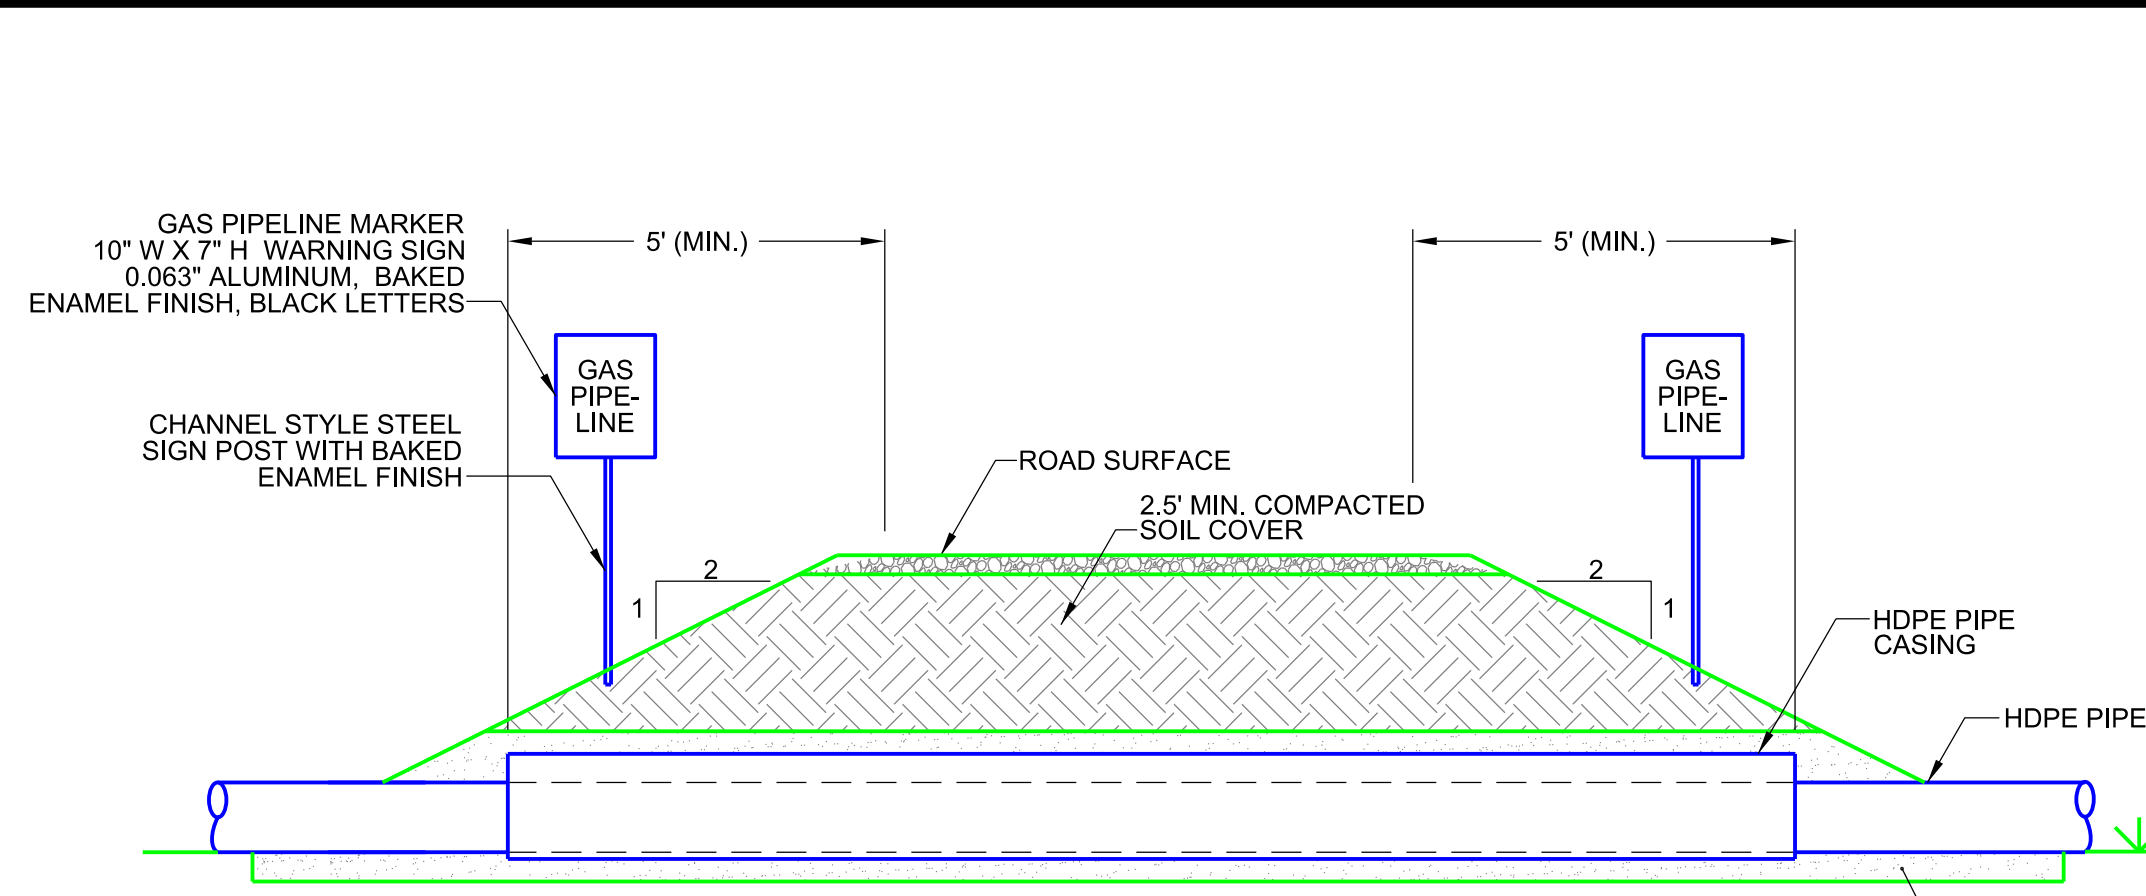 GAS PIPELINE MARKER
10" W X 7" H WARNING SIGN
0.063" ALUMINUM, BAKED
ENAMEL FINISH, BLACK LETTERS
5' (MIN.)
5' (MIN.)
GAS
PIPE-
LINE
GAS
PIPE-
LINE
CHANNEL STYLE STEEL
SIGN POST WITH BAKED
ENAMEL FINISH
ROAD SURFACE
2.5' MIN. COMPACTED
SOIL COVER
2
1
2
1
HDPE PIPE
CASING
HDPE PIPE